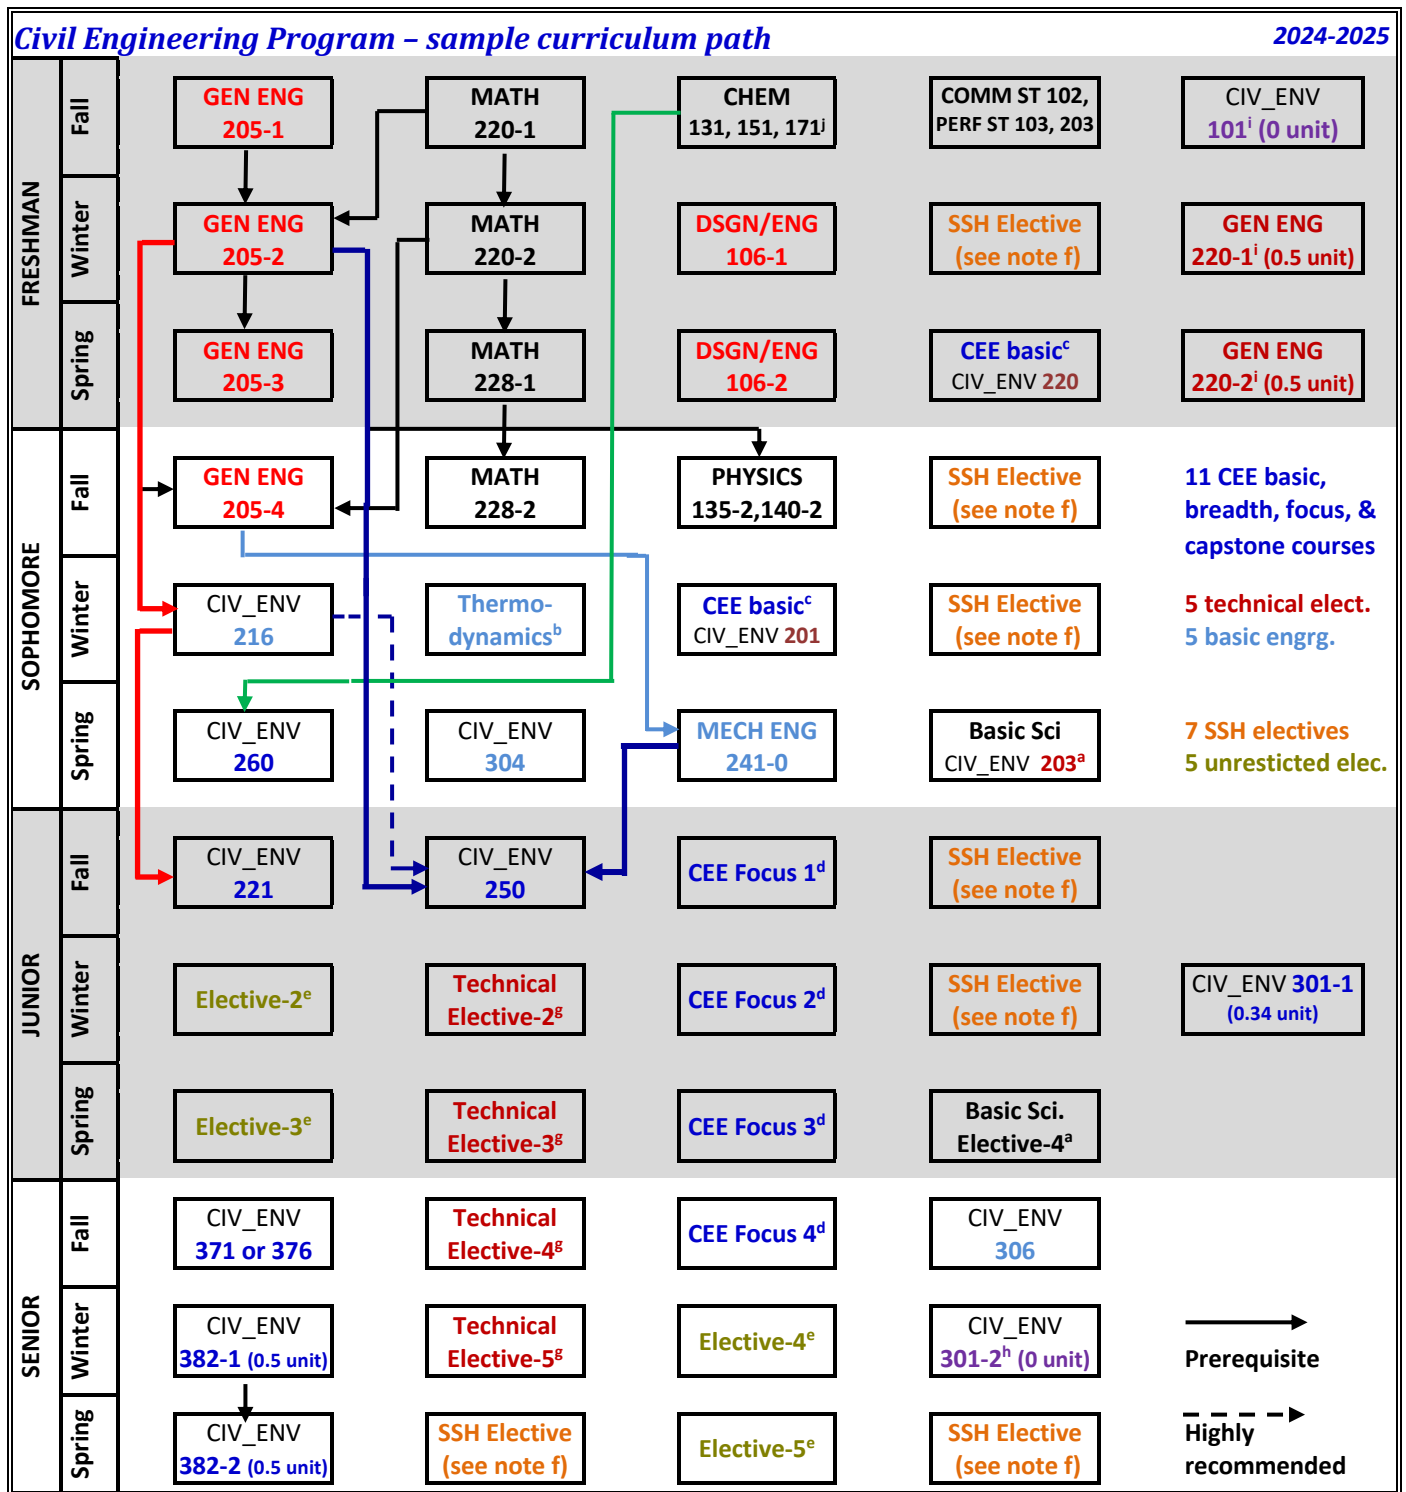 Civil Engineering Program – sample curriculum path
2024-2025
FRESHMAN
Fall
GEN ENG
205-1
MATH
220-1
CHEM
131, 151, 171ʲ
COMM ST 102,
PERF ST 103, 203
CIV_ENV
101ⁱ (0 unit)
Winter
GEN ENG
205-2
MATH
220-2
DSGN/ENG
106-1
SSH Elective
(see note f)
GEN ENG
220-1ⁱ (0.5 unit)
Spring
GEN ENG
205-3
MATH
228-1
DSGN/ENG
106-2
CEE basicᶜ
CIV_ENV 220
GEN ENG
220-2ⁱ (0.5 unit)
SOPHOMORE
Fall
GEN ENG
205-4
MATH
228-2
PHYSICS
135-2,140-2
SSH Elective
(see note f)
11 CEE basic,
breadth, focus, &
capstone courses
Winter
CIV_ENV
216
Thermo-
dynamicsᵇ
CEE basicᶜ
CIV_ENV 201
SSH Elective
(see note f)
5 technical elect.
5 basic engrg.
Spring
CIV_ENV
260
CIV_ENV
304
MECH ENG
241-0
Basic Sci
CIV_ENV 203ᵃ
7 SSH electives
5 unresticted elec.
JUNIOR
Fall
CIV_ENV
221
CIV_ENV
250
CEE Focus 1ᵈ
SSH Elective
(see note f)
Winter
Elective-2ᵉ
Technical
Elective-2ᵍ
CEE Focus 2ᵈ
SSH Elective
(see note f)
CIV_ENV 301-1
(0.34 unit)
Spring
Elective-3ᵉ
Technical
Elective-3ᵍ
CEE Focus 3ᵈ
Basic Sci.
Elective-4ᵃ
SENIOR
Fall
CIV_ENV
371 or 376
Technical
Elective-4ᵍ
CEE Focus 4ᵈ
CIV_ENV
306
Winter
CIV_ENV
382-1 (0.5 unit)
Technical
Elective-5ᵍ
Elective-4ᵉ
CIV_ENV
301-2ʰ (0 unit)
Prerequisite
Spring
CIV_ENV
382-2 (0.5 unit)
SSH Elective
(see note f)
Elective-5ᵉ
SSH Elective
(see note f)
Highly
recommended